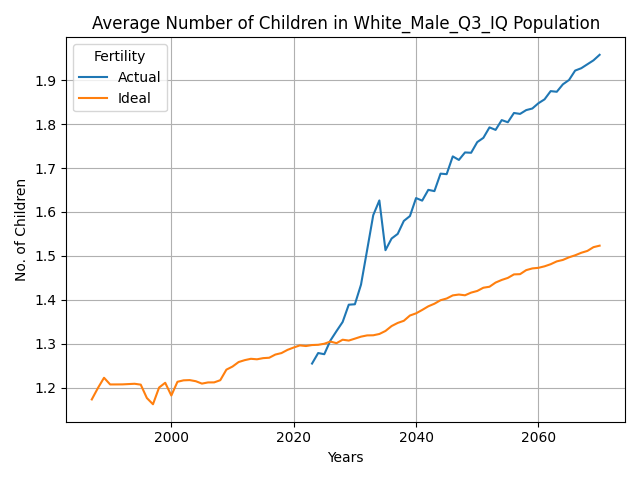 Average Number of Children in White_Male_Q3_IQ Population
Fertility
Actual
Ideal
No. of Children
1.9
1.8
1.7
1.6
1.5
1.4
1.3
1.2
2000 2020 2040 2060
Years